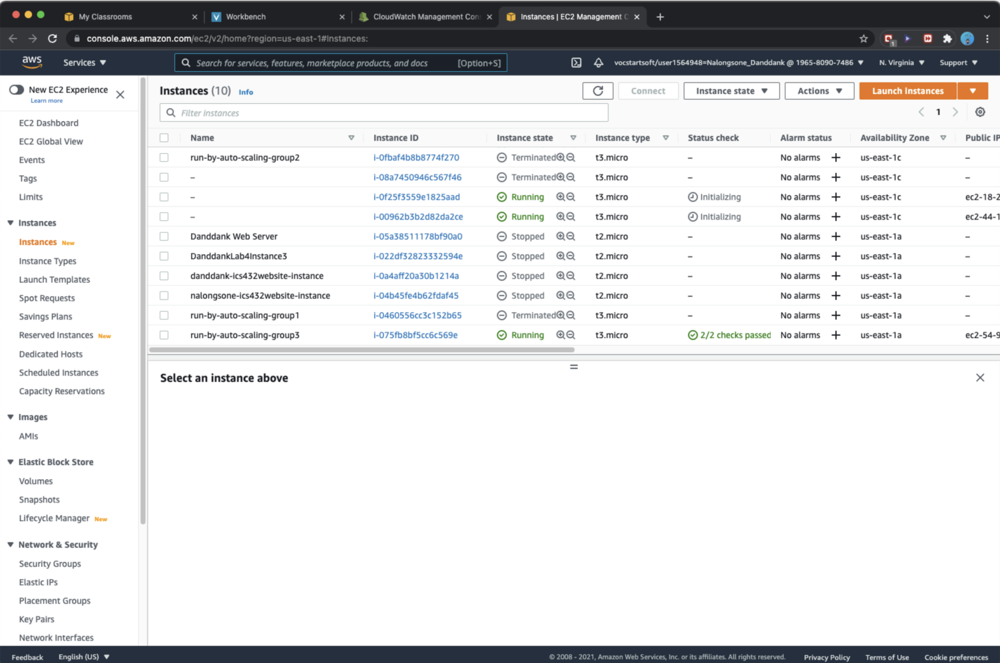 My Classrooms
Workbench
CloudWatch Management Con
Instances | EC2 Management C
console.aws.amazon.com/ec2/v2/home?region=us-east-1#Instances:
1
aws
Services
Search for services, features, marketplace products, and docs [Option+S]
vocstartsoft/user1564948=Nalongsone_Danddank @ 1965-8090-7486
N. Virginia
Support
New EC2 Experience
Learn more
EC2 Dashboard
EC2 Global View
Events
Tags
Limits
Instances
Instances New
Instance Types
Launch Templates
Spot Requests
Savings Plans
Reserved Instances New
Dedicated Hosts
Scheduled Instances
Capacity Reservations
Images
AMIs
Elastic Block Store
Volumes
Snapshots
Lifecycle Manager New
Network & Security
Security Groups
Elastic IPs
Placement Groups
Key Pairs
Network Interfaces
Instances (10) Info
Connect
Instance state
Actions
Launch instances
Filter instances
1
Name Instance ID Instance state Instance type Status check Alarm status Availability Zone Public IP
run-by-auto-scaling-group2 i-0fbaf4b8b8774f270 Terminated t3.micro – No alarms + us-east-1c –
– i-08a7450946c567f46 Terminated t3.micro – No alarms + us-east-1c –
– i-0f25f3559e1825aad Running t3.micro Initializing No alarms + us-east-1c ec2-18-2
– i-00962b3b2d82da2ce Running t3.micro Initializing No alarms + us-east-1c ec2-44-1
Danddank Web Server i-05a38511178bf90a0 Stopped t2.micro – No alarms + us-east-1a –
DanddankLab4Instance3 i-022df32823332594e Stopped t2.micro – No alarms + us-east-1a –
danddank-ics432website-instance i-0a4aff20a30b1214a Stopped t2.micro – No alarms + us-east-1a –
nalongsone-ics432website-instance i-04b45fe4b62fdaf45 Stopped t2.micro – No alarms + us-east-1a –
run-by-auto-scaling-group1 i-0460556cc3c152b65 Terminated t3.micro – No alarms + us-east-1a –
run-by-auto-scaling-group3 i-075fb8bf5cc6c569e Running t3.micro 2/2 checks passed No alarms + us-east-1a ec2-54-9
Select an instance above
Feedback English (US) © 2008 - 2021, Amazon Web Services, Inc. or its affiliates. All rights reserved. Privacy Policy Terms of Use Cookie preferences